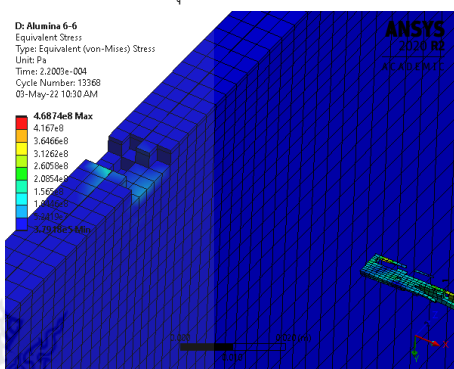 D: Alumina 6-6
Equivalent Stress
Type: Equivalent (von-Mises) Stress
Unit: Pa
Time: 2.2003e-004
Cycle Number: 13368
03-May-22 10:30 AM
ANSYS
2020 R2
ACADEMIC
4.6874e8 Max
4.167e8
3.6466e8
3.1262e8
2.6058e8
2.0854e8
X
Y